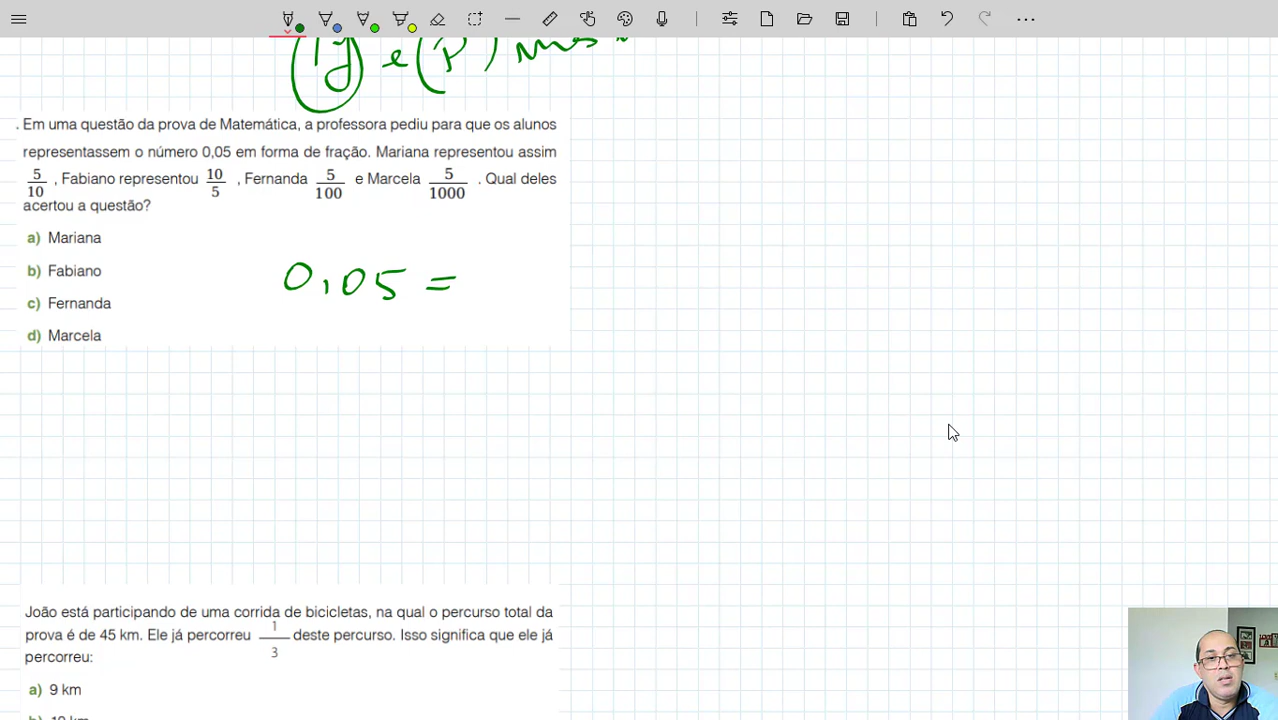 e (P)
. Em uma questão da prova de Matemática, a professora pediu para que os alunos
representassem o número 0,05 em forma de fração. Mariana representou assim
5/10 , Fabiano representou 10/5 , Fernanda 5/100 e Marcela 5/1000 . Qual deles
acertou a questão?
a) Mariana
b) Fabiano
c) Fernanda
d) Marcela
0,05 =
João está participando de uma corrida de bicicletas, na qual o percurso total da
prova é de 45 km. Ele já percorreu 1/3 deste percurso. Isso significa que ele já
percorreu:
a) 9 km
b) 10 km